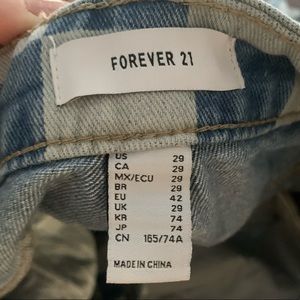 FOREVER 21
US 29
CA 29
MX/ECU 29
BR 29
EU 42
UK 29
KR 74
JP 74
CN 165/74A
MADE IN CHINA